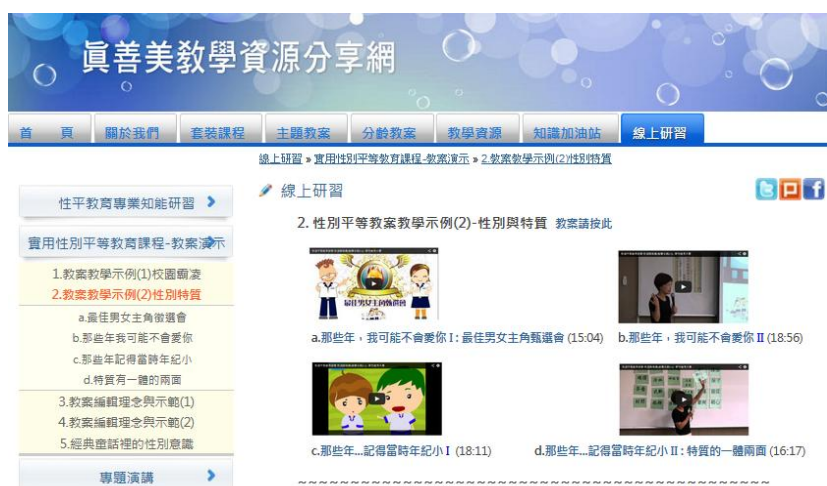 真善美教學資源分享網
首　頁　關於我們　套裝課程　主題教案　分齡教案　教學資源　知識加油站　線上研習
線上研習 » 實用性別平等敎育課程-敎案演示 » 2.敎案敎學示例(2)性別特質
性平教育專業知能研習
實用性別平等教育課程-教案演示
1.教案教學示例(1)校園霸凌
2.教案教學示例(2)性別特質
a.最佳男女主角徵選會
b.那些年我可能不會愛你
c.那些年記得當時年紀小
d.特質有一體的兩面
3.教案編輯理念與示範(1)
4.教案編輯理念與示範(2)
5.經典童話裡的性別意識
專題演講
線上研習
2. 性別平等教案教學示例(2)-性別與特質 教案請按此
最佳男女主角甄選會
a.那些年，我可能不會愛你 I : 最佳男女主角甄選會 (15:04)
b.那些年，我可能不會愛你 II (18:56)
c.那些年...記得當時年紀小 I (18:11)
d.那些年...記得當時年紀小 II : 特質的一體兩面 (16:17)
~~~~~~~~~~~~~~~~~~~~~~~~~~~~~~~~~~~~~~~~~~~~~